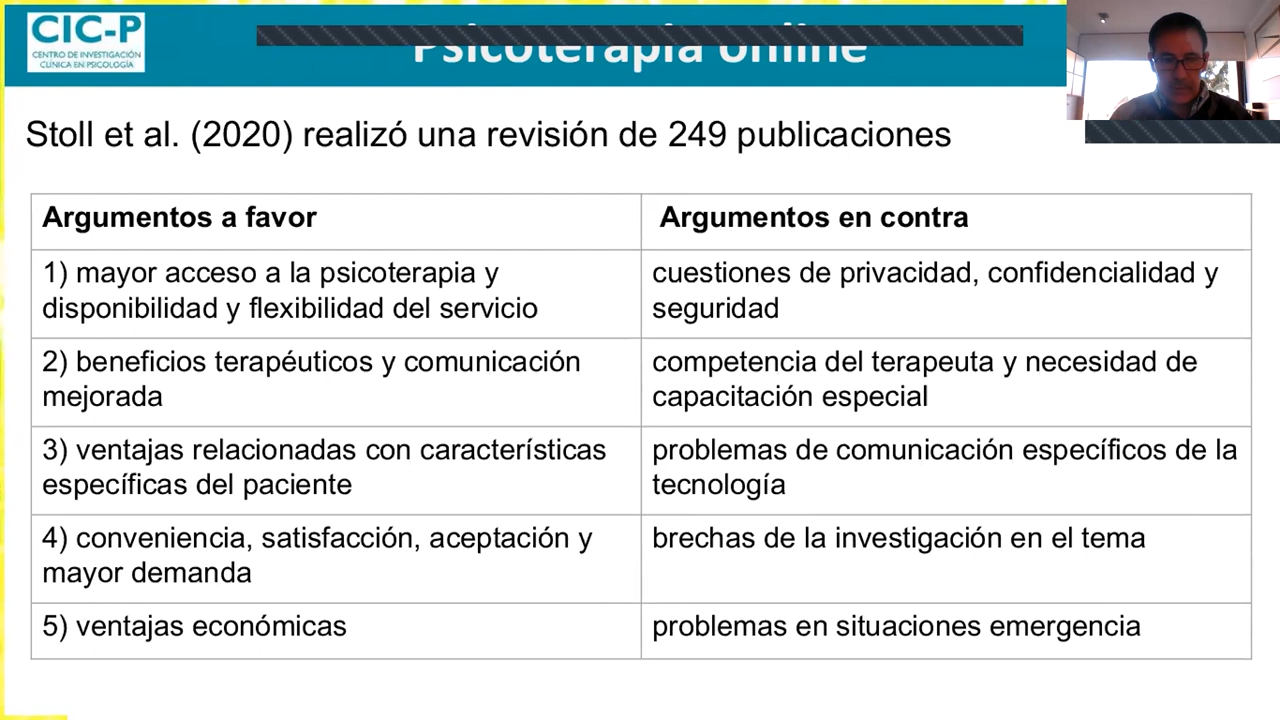 CIC-P
CENTRO DE INVESTIGACIÓN
CLÍNICA EN PSICOLOGÍA
Psicoterapia online
Stoll et al. (2020) realizó una revisión de 249 publicaciones
Argumentos a favor
Argumentos en contra
1) mayor acceso a la psicoterapia y
disponibilidad y flexibilidad del servicio
cuestiones de privacidad, confidencialidad y
seguridad
2) beneficios terapéuticos y comunicación
mejorada
competencia del terapeuta y necesidad de
capacitación especial
3) ventajas relacionadas con características
específicas del paciente
problemas de comunicación específicos de la
tecnología
4) conveniencia, satisfacción, aceptación y
mayor demanda
brechas de la investigación en el tema
5) ventajas económicas
problemas en situaciones emergencia